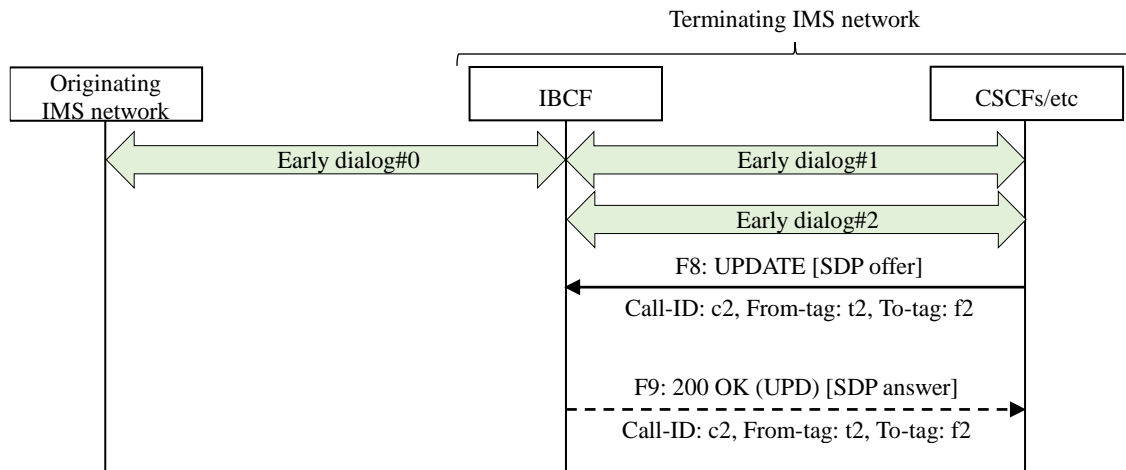 Terminating IMS network
Originating
IMS network
IBCF
CSCFs/etc
Early dialog#0
Early dialog#1
Early dialog#2
F8: UPDATE [SDP offer]
Call-ID: c2, From-tag: t2, To-tag: f2
F9: 200 OK (UPD) [SDP answer]
Call-ID: c2, From-tag: t2, To-tag: f2